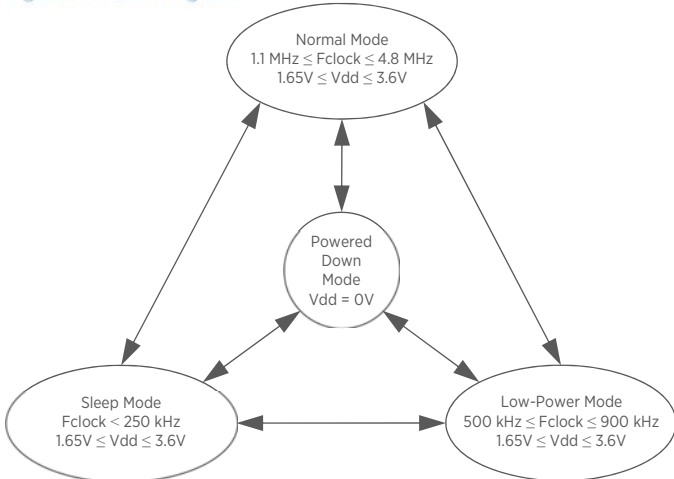 Normal Mode
1.1 MHz ≤ Fclock ≤ 4.8 MHz
1.65V ≤ Vdd ≤ 3.6V
Powered
Down
Mode
Vdd = 0V
Sleep Mode
Fclock < 250 kHz
1.65V ≤ Vdd ≤ 3.6V
Low-Power Mode
500 kHz ≤ Fclock ≤ 900 kHz
1.65V ≤ Vdd ≤ 3.6V